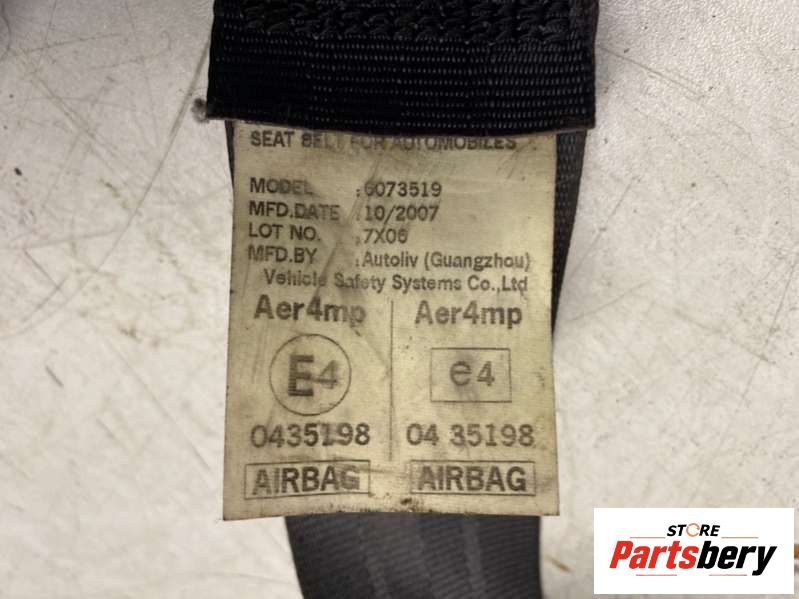 SEAT BELT FOR AUTOMOBILES
MODEL :6073519
MFD.DATE :10/2007
LOT NO. :7X06
MFD.BY :Autoliv (Guangzhou)
Vehicle Safety Systems Co.,Ltd
Aer4mp Aer4mp
E4 e4
0435198 04 35198
AIRBAG AIRBAG
STORE
Partsbery